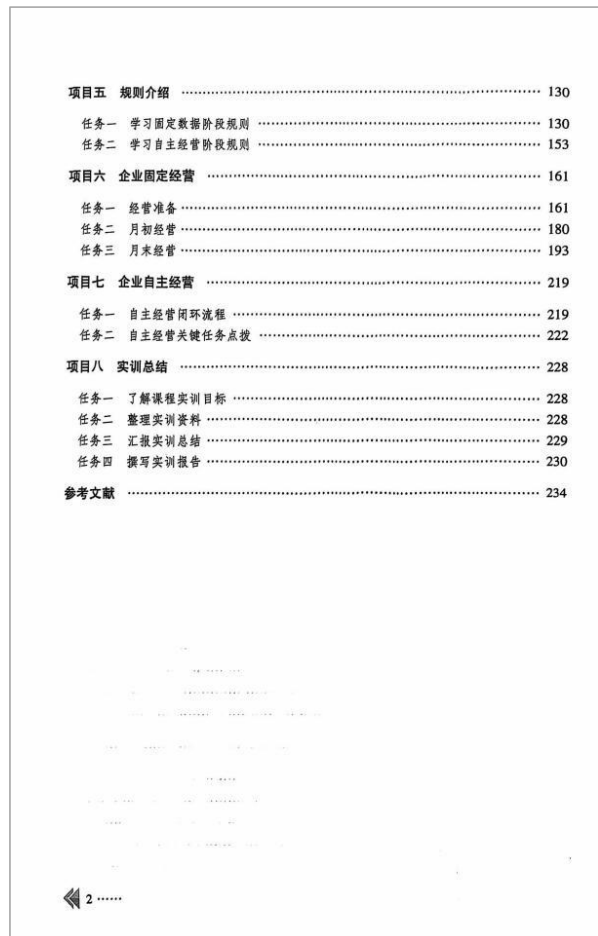 项目五 规则介绍 …… 130
任务一 学习固定数据阶段规则 …… 130
任务二 学习自主经营阶段规则 …… 153
项目六 企业固定经营 …… 161
任务一 经营准备 …… 161
任务二 月初经营 …… 180
任务三 月末经营 …… 193
项目七 企业自主经营 …… 219
任务一 自主经营闭环流程 …… 219
任务二 自主经营关键任务点拨 …… 222
项目八 实训总结 …… 228
任务一 了解课程实训目标 …… 228
任务二 整理实训资料 …… 228
任务三 汇报实训总结 …… 229
任务四 撰写实训报告 …… 230
参考文献 …… 234
2 ……